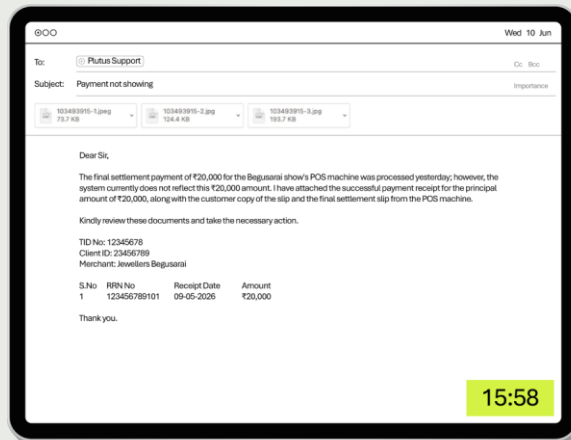 Wed 10 Jun
To: Plutus Support Cc Bcc
Subject: Payment not showing Importance
103493915-1.jpeg 103493915-2.jpg 103493915-3.jpg
73.7 KB 124.4 KB 193.7 KB
Dear Sir,
The final settlement payment of ₹20,000 for the Begusarai show's POS machine was processed yesterday; however, the
system currently does not reflect this ₹20,000 amount. I have attached the successful payment receipt for the principal
amount of ₹20,000, along with the customer copy of the slip and the final settlement slip from the POS machine.
Kindly review these documents and take the necessary action.
TID No: 12345678
Client ID: 23456789
Merchant: Jewellers Begusarai
S.No RRN No Receipt Date Amount
1 123456789101 09-05-2026 ₹20,000
Thank you.
15:58